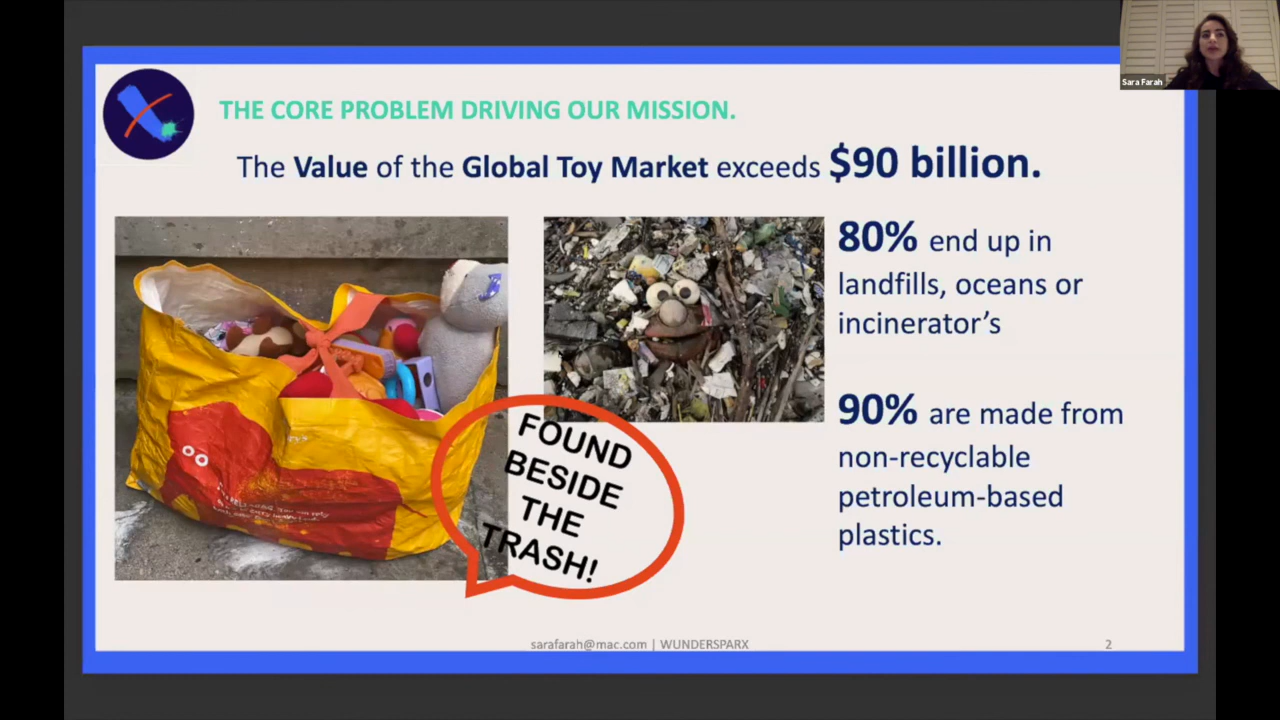 Sara Farah
THE CORE PROBLEM DRIVING OUR MISSION.
The Value of the Global Toy Market exceeds $90 billion.
80% end up in
landfills, oceans or
incinerator's
90% are made from
non-recyclable
petroleum-based
plastics.
FOUND
BESIDE
THE
TRASH!
sarafarah@mac.com | WUNDERSPARX
2